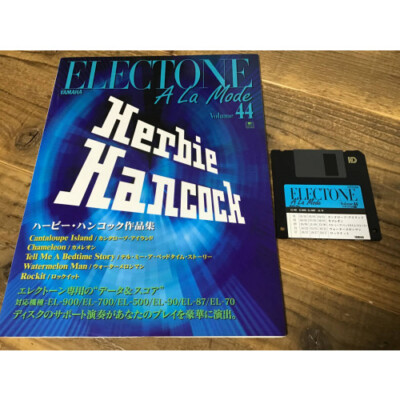 ELECTONE
YAMAHA
A La Mode
Volume 44
Herbie
Hancock
ハービー・ハンコック作品集
Cantaloupe Island / カンタロープ・アイランド
Chameleon / カメレオン
Tell Me A Bedtime Story / テル・ミー・ア・ベッドタイム・ストーリー
Watermelon Man / ウォーターメロンマン
Rockit / ロックイット
エレクトーン専用の"データ&スコア"
対応機種：EL-900/EL-700/EL-500/EL-90/EL-87/EL-70
ディスクのサポート演奏があなたのプレイを豪華に演出。
HD
ELECTONE
A La Mode